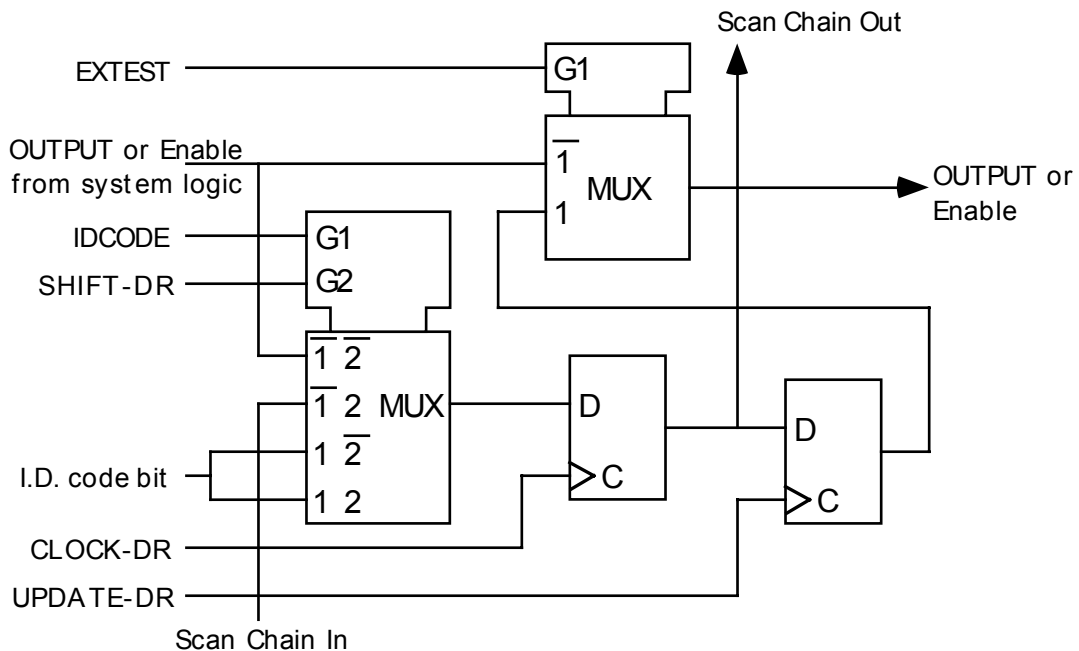 Scan Chain Out
EXTEST
G1
OUTPUT or Enable
from system logic
1
MUX
1
OUTPUT or
Enable
IDCODE
G1
SHIFT-DR
G2
1 2
1 2 MUX
1 2
1 2
I.D. code bit
D
C
D
C
CLOCK-DR
UPDATE-DR
Scan Chain In